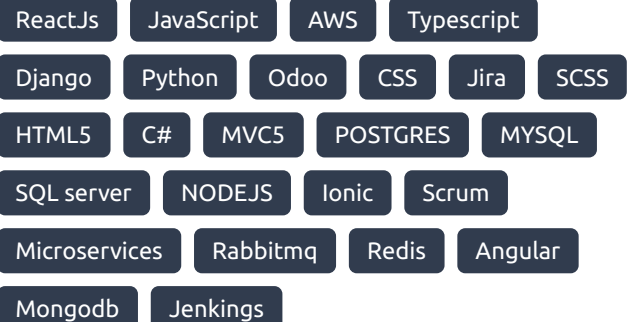 ReactJs JavaScript AWS Typescript
Django Python Odoo CSS Jira SCSS
HTML5 C# MVC5 POSTGRES MYSQL
SQL server NODEJS Ionic Scrum
Microservices Rabbitmq Redis Angular
Mongodb Jenkings